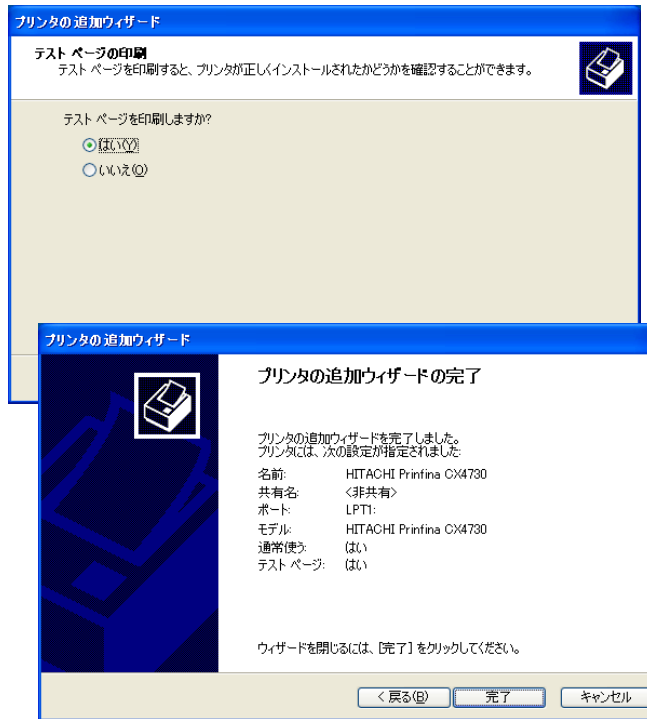 プリンタの追加ウィザード
テスト ページの印刷
テスト ページを印刷すると、プリンタが正しくインストールされたかどうかを確認することができます。
テスト ページを印刷しますか?
はい(Y)
いいえ(O)
プリンタの追加ウィザード
プリンタの追加ウィザードの完了
プリンタの追加ウィザードを完了しました。
プリンタには、次の設定が指定されました:
名前: HITACHI Printfina CX4730
共有名: <非共有>
ポート: LPT1:
モデル: HITACHI Printfina CX4730
通常使う: はい
テスト ページ: はい
ウィザードを閉じるには、[完了] をクリックしてください。
< 戻る(B) 完了 キャンセル